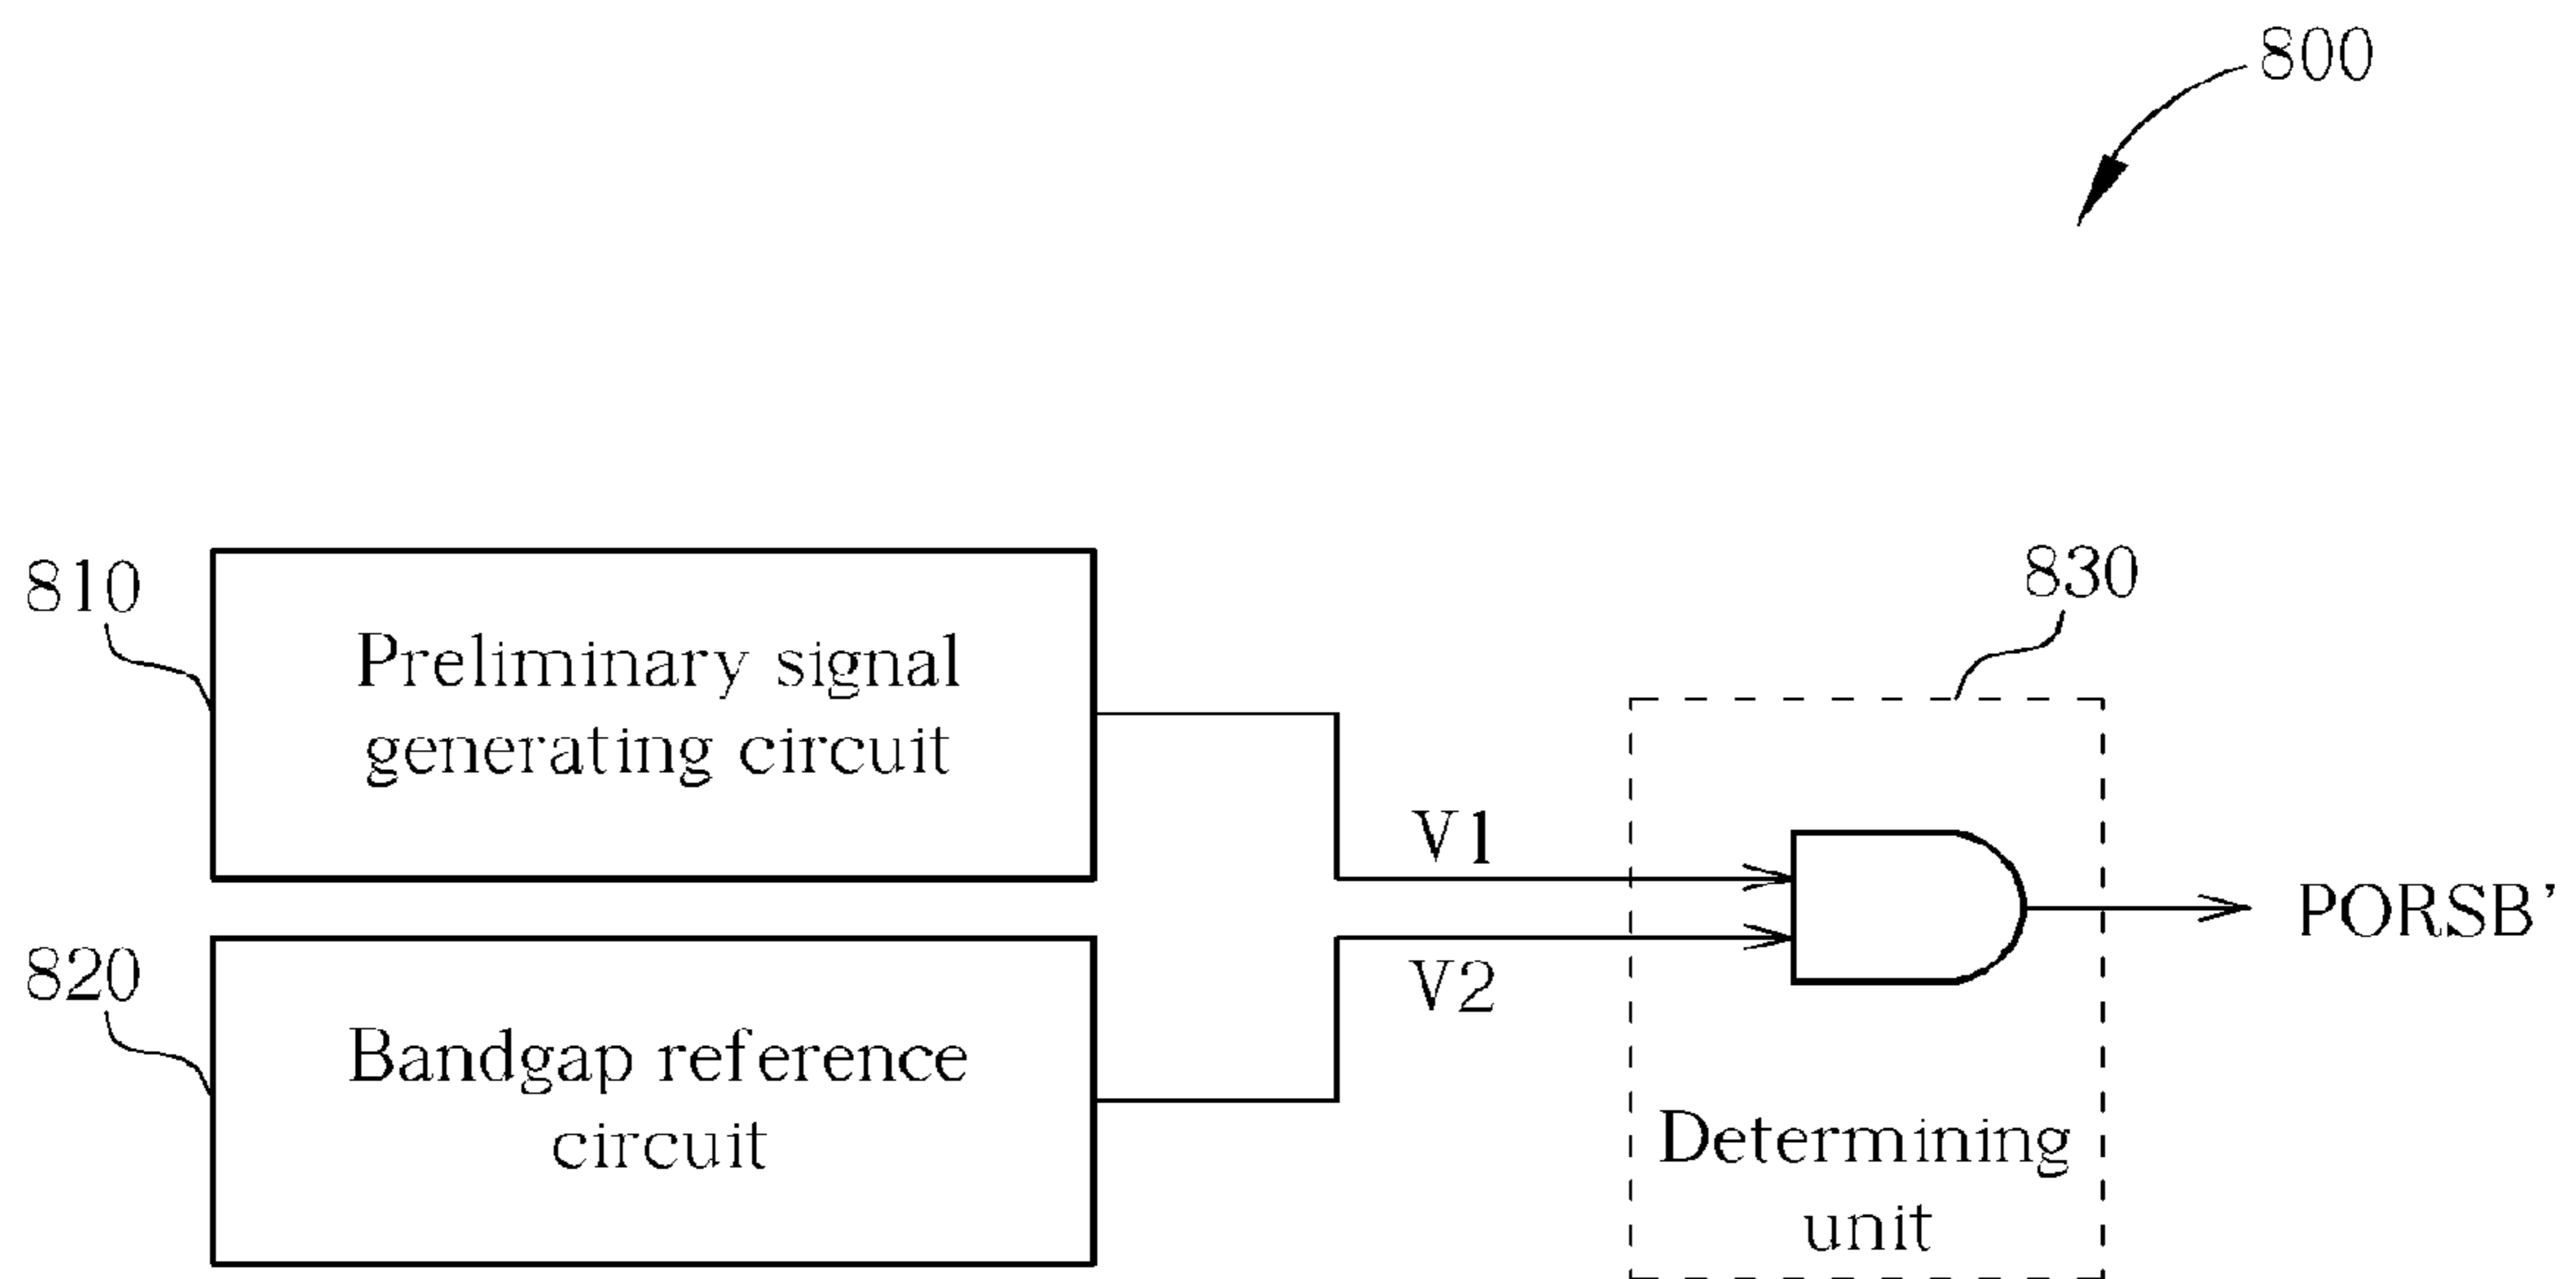 800
810
Preliminary signal
generating circuit
830
V1
PORSB’
820
V2
Bandgap reference
circuit
Determining
unit